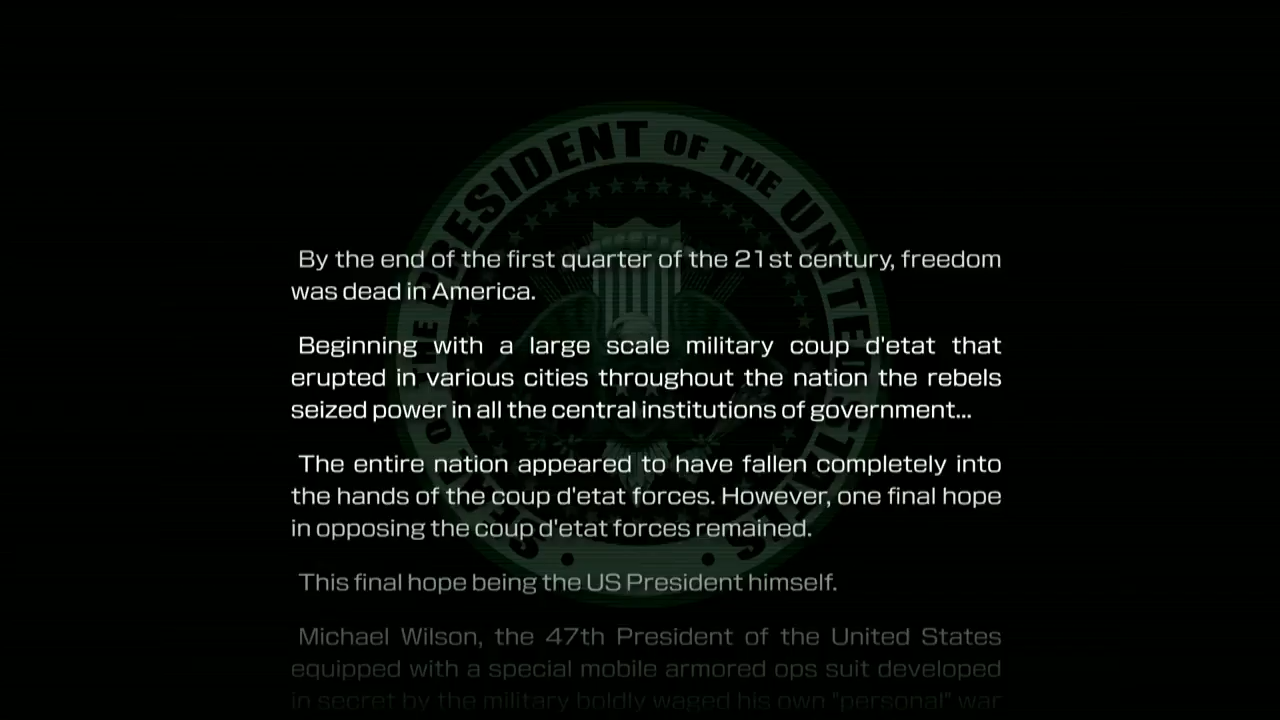 SEAL OF THE PRESIDENT OF THE UNITED STATES
By the end of the first quarter of the 21st century, freedom
was dead in America.
Beginning with a large scale military coup d'etat that
erupted in various cities throughout the nation the rebels
seized power in all the central institutions of government...
The entire nation appeared to have fallen completely into
the hands of the coup d'etat forces. However, one final hope
in opposing the coup d'etat forces remained.
This final hope being the US President himself.
Michael Wilson, the 47th President of the United States
equipped with a special mobile armored ops suit developed
in secret by the military boldly waged his own "personal" war